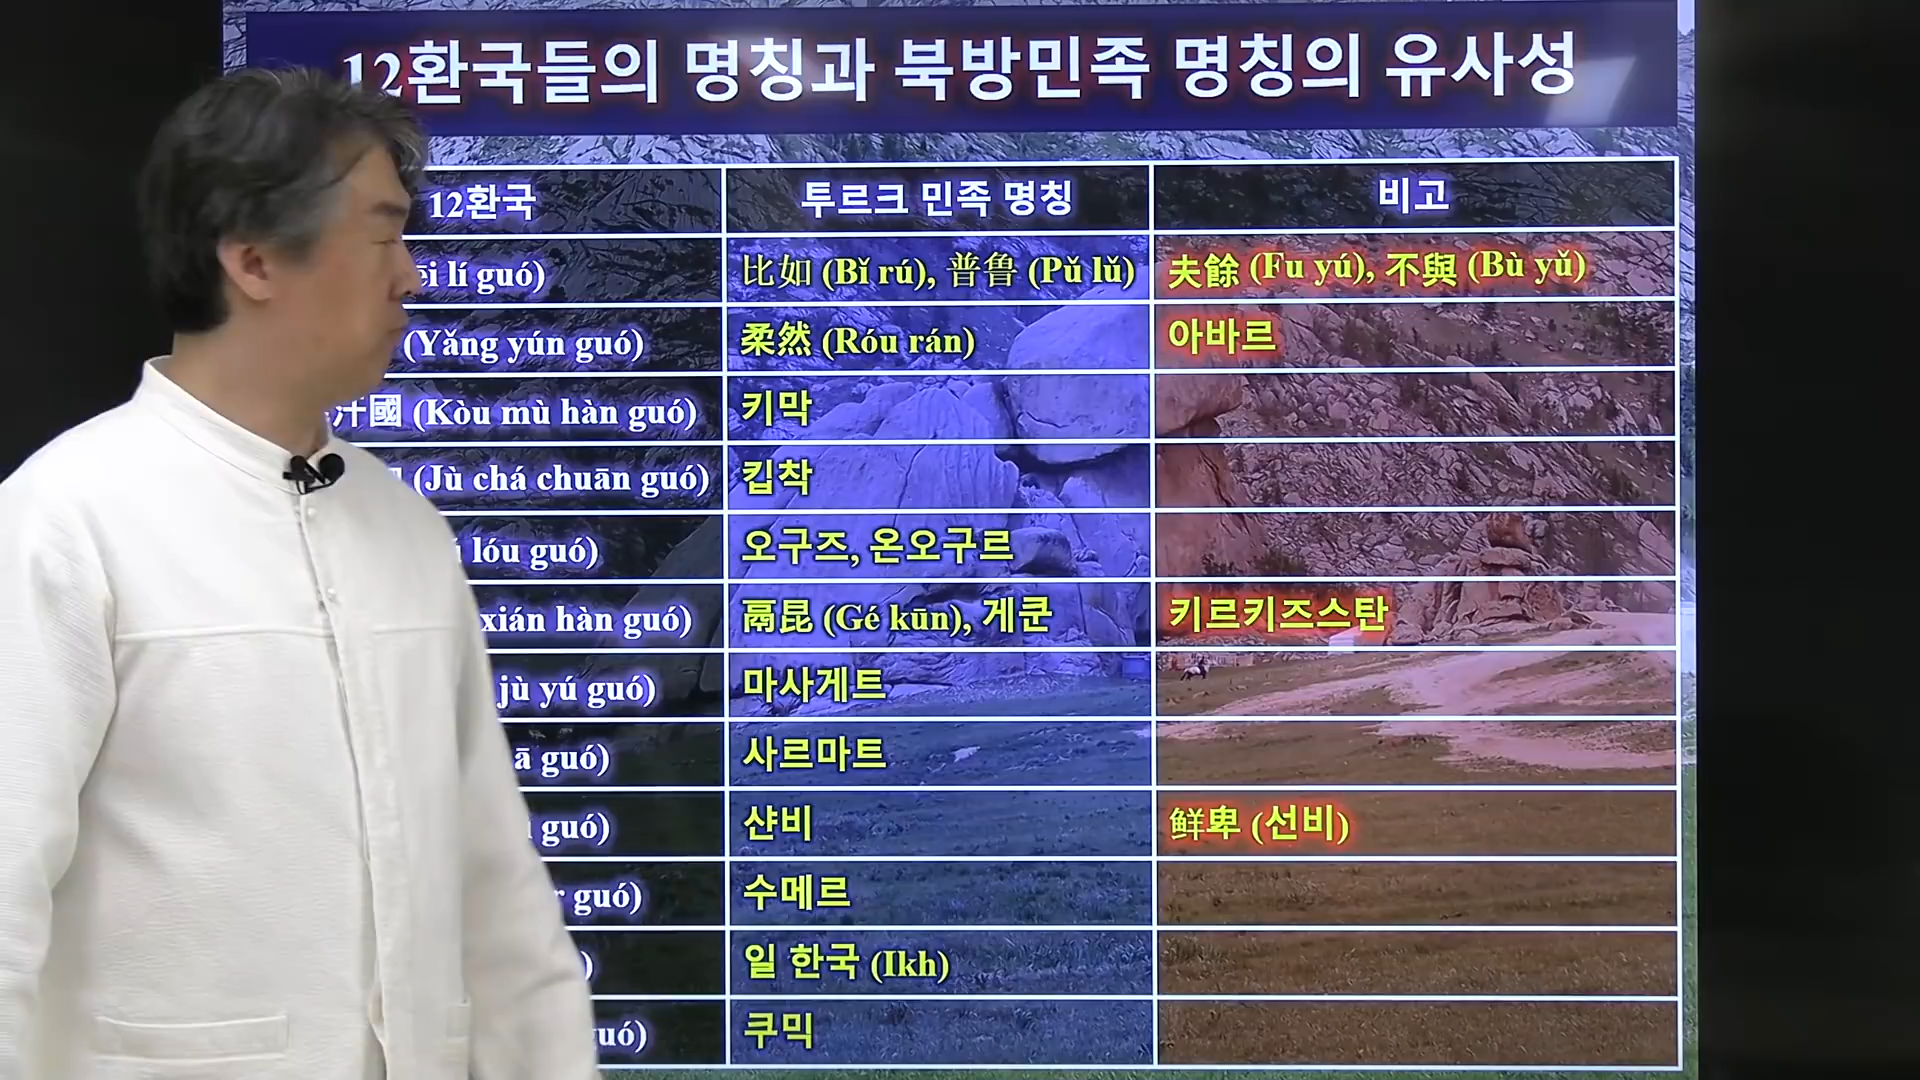 12환국들의 명칭과 북방민족 명칭의 유사성
12환국 투르크 민족 명칭 비고
lí guó) 比如 (Bǐ rú), 普鲁 (Pǔ lǔ) 夫餘 (Fu yú), 不與 (Bù yǔ)
(Yǎng yún guó) 柔然 (Róu rán) 아바르
汗國 (Kòu mù hàn guó) 키막
(Jù chá chuān guó) 킵착
lóu guó) 오구즈, 온오구르
xián hàn guó) 鬲昆 (Gé kūn), 게쿤 키르키즈스탄
jù yú guó) 마사게트
guó) 사르마트
guó) 샨비 鲜卑 (선비)
guó) 수메르
일 한국 (Ikh)
쿠믹